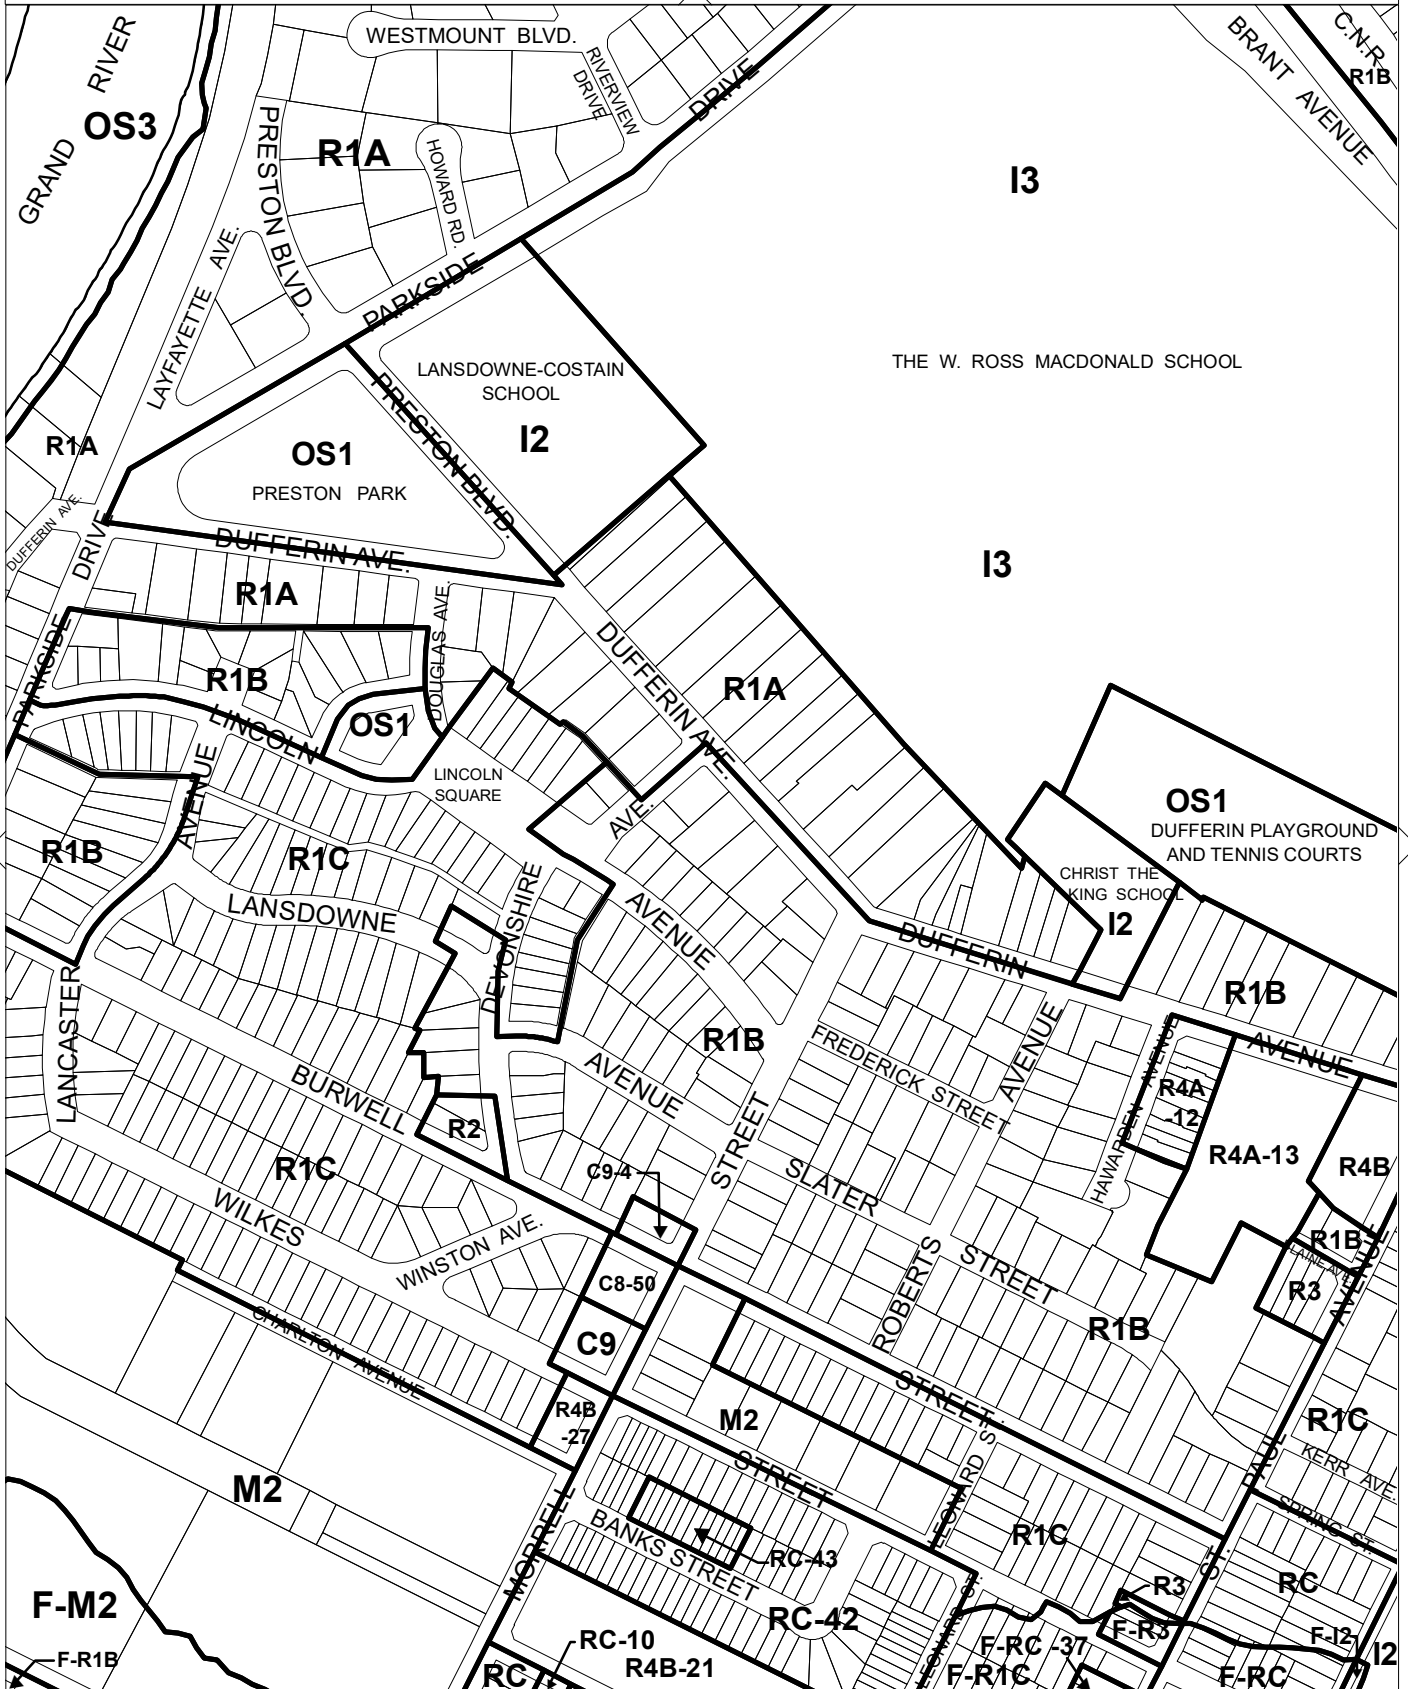 WESTMOUNT BLVD.
RIVERVIEW
DRIVE
DRIVE
BRANT AVENUE
C.N.R.
R1B
GRAND RIVER
OS3
PRESTON BLVD.
R1A
HOWARD RD.
I3
LAYFAYETTE AVE.
PARKSIDE
LANSDOWNE-COSTAIN
SCHOOL
I2
THE W. ROSS MACDONALD SCHOOL
R1A
OS1
PRESTON PARK
PRESTON BLVD.
DUFFERIN AVE.
DRIVE
DUFFERIN AVE.
I3
R1A
DOUGLAS AVE.
PARKSIDE
R1B
DUFFERIN AVE.
R1A
LINCOLN
OS1
LINCOLN
SQUARE
AVENUE
AVE.
OS1
DUFFERIN PLAYGROUND
AND TENNIS COURTS
R1B
R1C
CHRIST THE
KING SCHOOL
I2
LANSDOWNE
DEVONSHIRE
AVENUE
DUFFERIN
R1B
LANCASTER
R1B
FREDERICK STREET
AVENUE
AVENUE
AVENUE
BURWELL
AVENUE
R4A
-12
HAWARDEN
R2
STREET
R4A-13
R4B
R1C
C9-4
SLATER
WILKES
WINSTON AVE.
ROBERTS
STREET
R1B
LAINE AVE.
AVENUE
R3
C8-50
CHARLTON AVENUE
C9
R1B
STREET
R4B
-27
M2
R1C
LEONARD ST.
PAUL
KERR AVE.
M2
STREET
SPRING ST.
MORRELL
BANKS STREET
R1C
RC-43
ST.
R3
RC
F-M2
RC-42
LEONARD ST.
F-R3
F-I2
RC-10
F-RC -37
I2
F-R1B
RC
R4B-21
F-R1C
F-RC